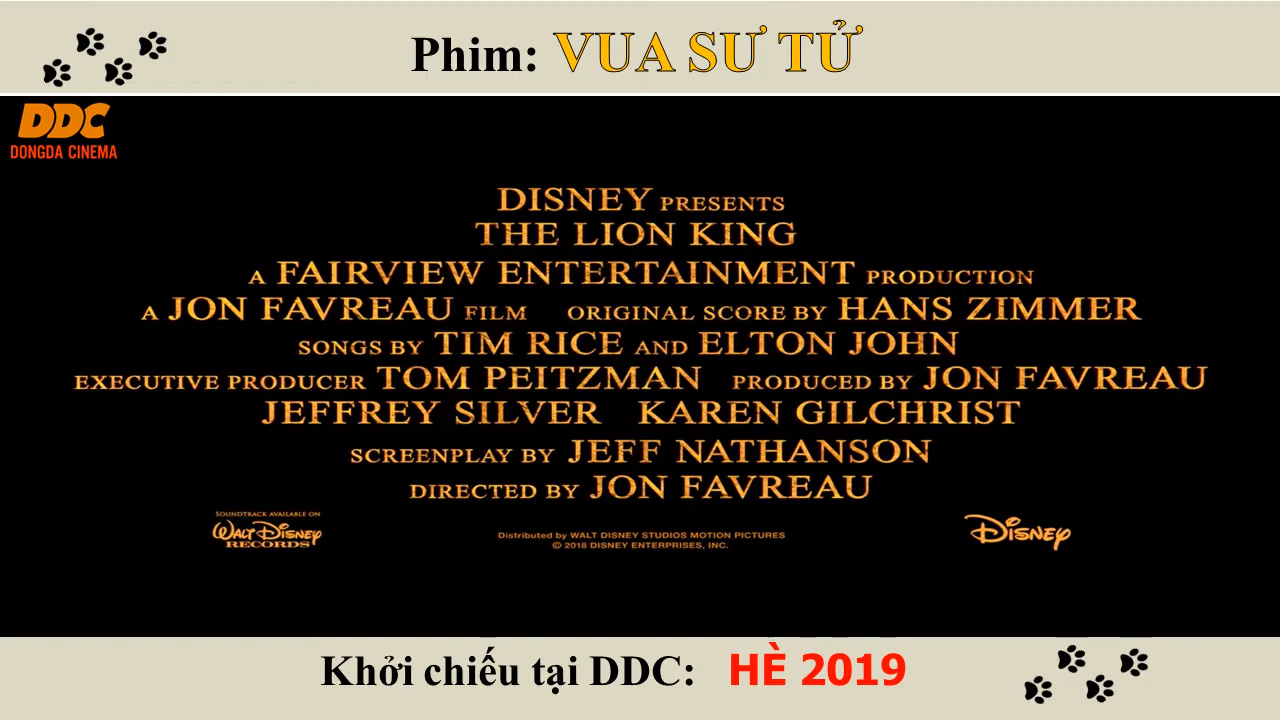 Phim: VUA SƯ TỬ
DDC
DONGDA CINEMA
DISNEY PRESENTS
THE LION KING
A FAIRVIEW ENTERTAINMENT PRODUCTION
A JON FAVREAU FILM ORIGINAL SCORE BY HANS ZIMMER
SONGS BY TIM RICE AND ELTON JOHN
EXECUTIVE PRODUCER TOM PEITZMAN PRODUCED BY JON FAVREAU
JEFFREY SILVER KAREN GILCHRIST
SCREENPLAY BY JEFF NATHANSON
DIRECTED BY JON FAVREAU
SOUNDTRACK AVAILABLE ON
WALT DISNEY
RECORDS
Distributed by WALT DISNEY STUDIOS MOTION PICTURES
© 2018 DISNEY ENTERPRISES, INC.
Disney
Khởi chiếu tại DDC: HÈ 2019